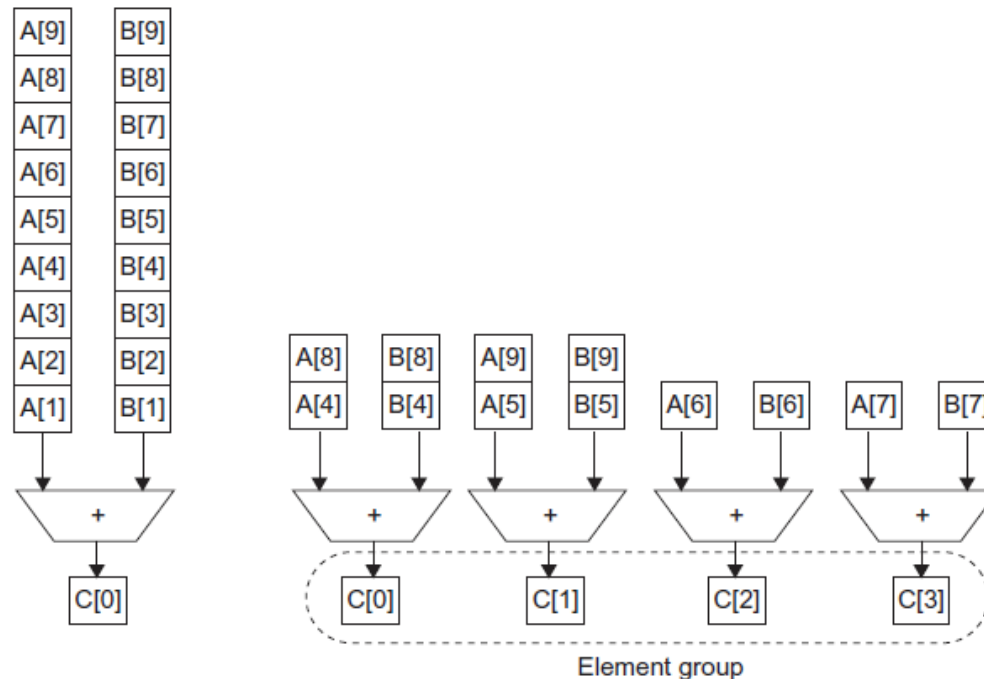 A[9] B[9]
A[8] B[8]
A[7] B[7]
A[6] B[6]
A[5] B[5]
A[4] B[4]
A[3] B[3]
A[2] B[2] A[8] B[8] A[9] B[9]
A[1] B[1] A[4] B[4] A[5] B[5] A[6] B[6] A[7] B[7]
+ + + + +
C[0] C[0] C[1] C[2] C[3]
Element group